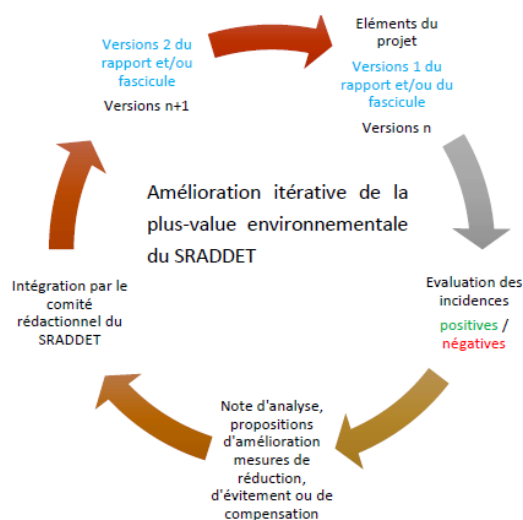 Eléments du
projet
Versions 1 du
rapport et/ou du
fascicule
Versions n
Evaluation des
incidences
positives /
négatives
Note d'analyse,
propositions
d'amélioration
mesures de
réduction,
d'évitement ou de
compensation
Intégration par le
comité
rédactionnel du
SRADDET
Versions 2 du
rapport et/ou
fascicule
Versions n+1
Amélioration itérative de la
plus-value environnementale
du SRADDET